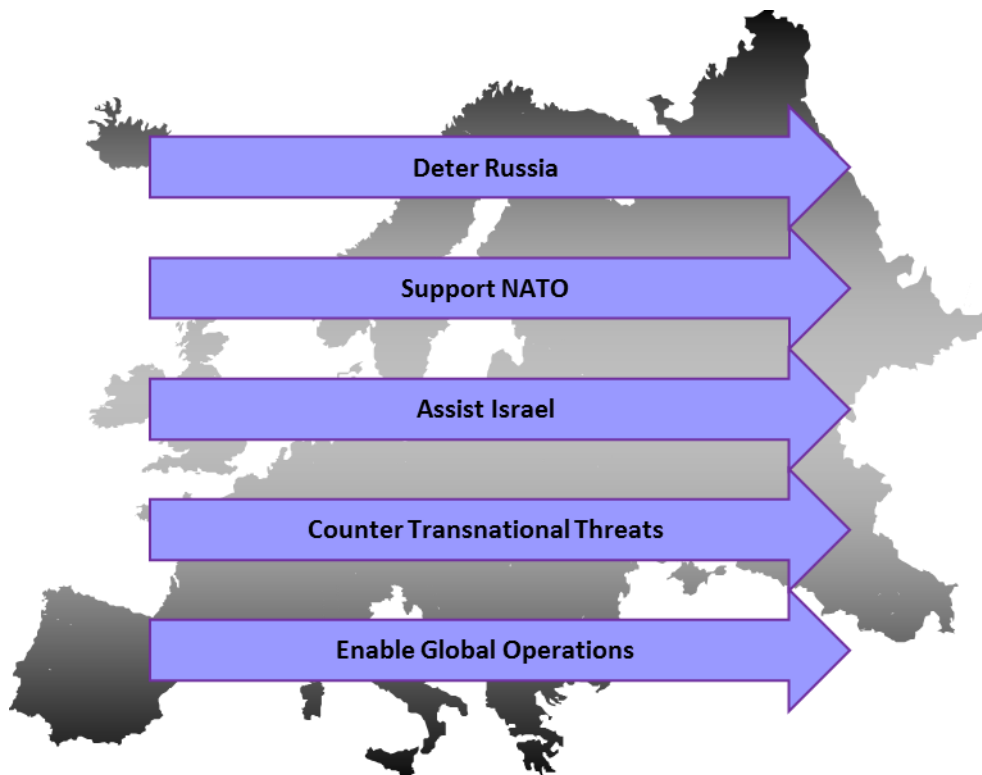 Deter Russia
Support NATO
Assist Israel
Counter Transnational Threats
Enable Global Operations